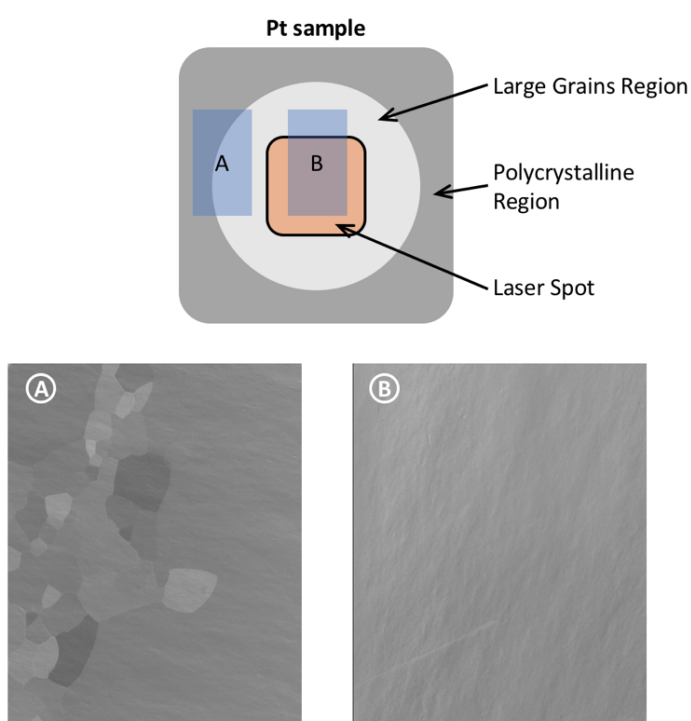 Pt sample
Large Grains Region
A
B
Polycrystalline
Region
Laser Spot
A
B